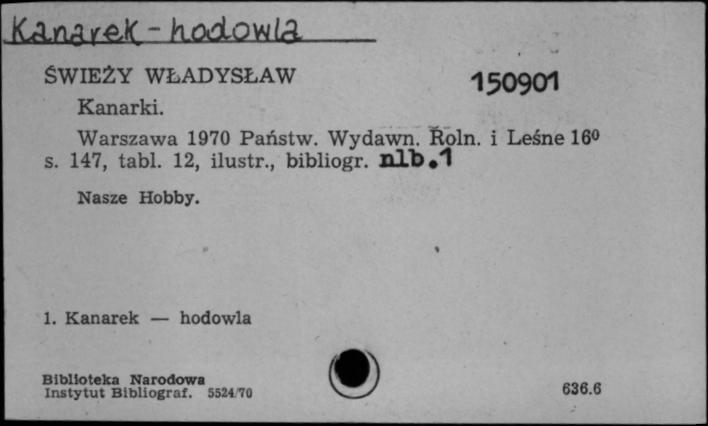 Kanarek - hodowla
ŚWIEŻY WŁADYSŁAW 150901
Kanarki.
Warszawa 1970 Państw. Wydawn. Roln. i Leśne 16⁰
s. 147, tabl. 12, ilustr., bibliogr. nlb.1
Nasze Hobby.
1. Kanarek — hodowla
Biblioteka Narodowa
Instytut Bibliograf. 5524/70 636.6